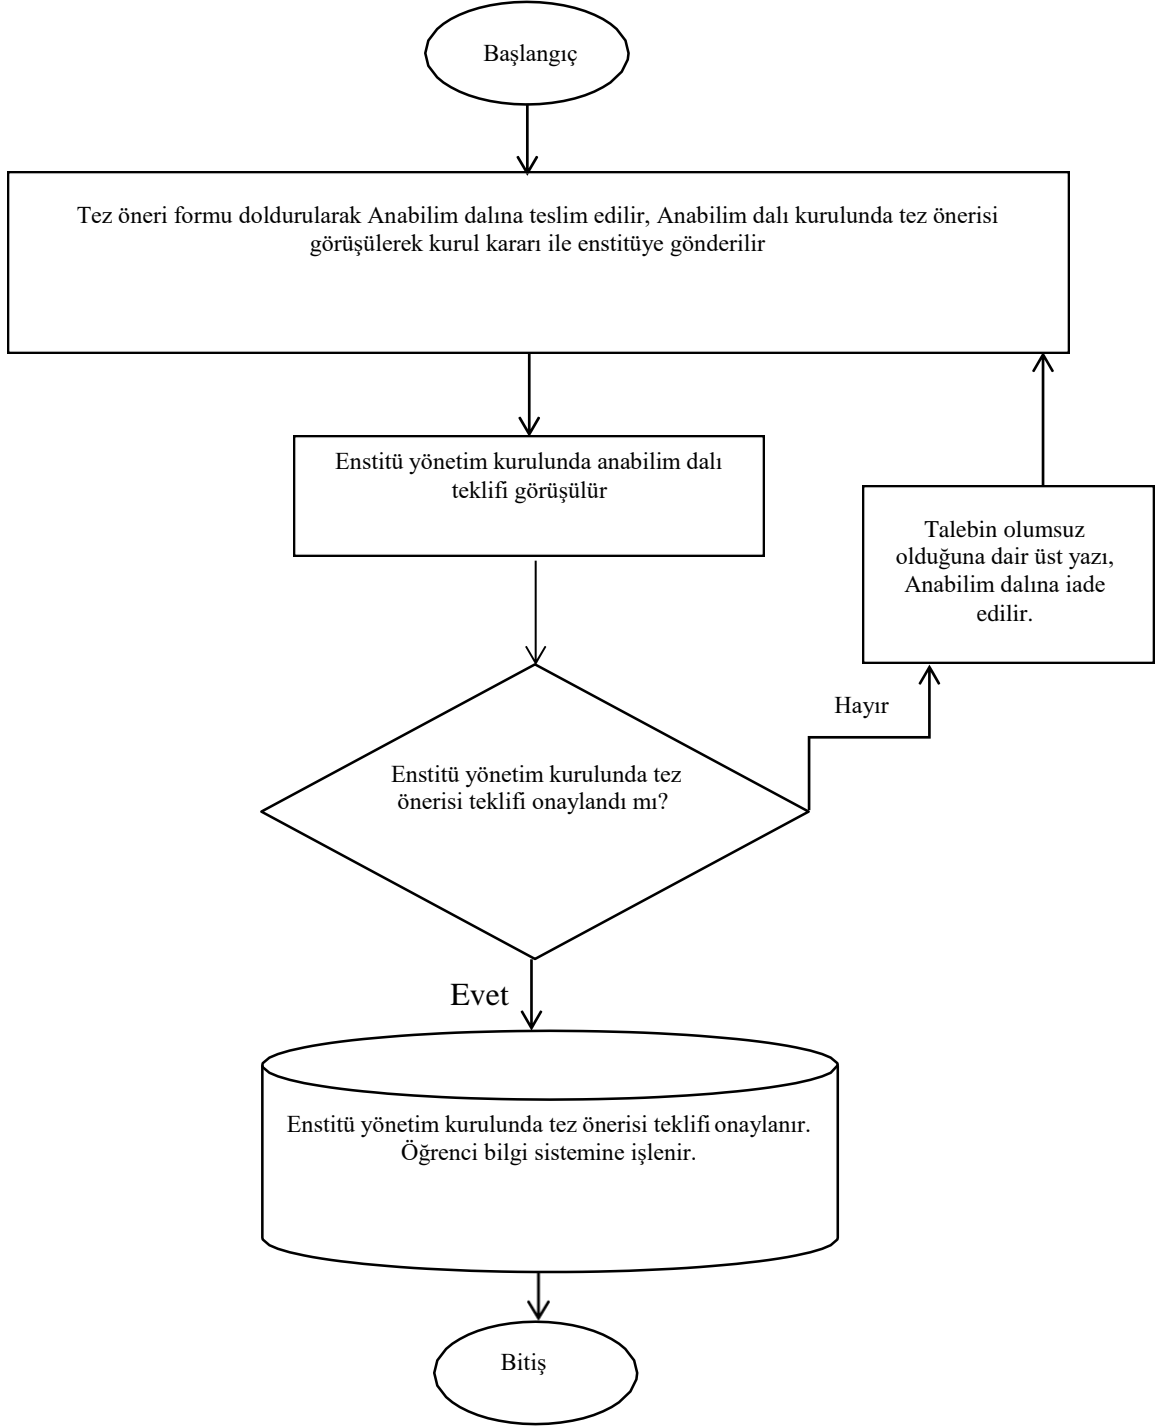 Başlangıç
Tez öneri formu doldurularak Anabilim dalına teslim edilir, Anabilim dalı kurulunda tez önerisi
görüşülerek kurul kararı ile enstitüye gönderilir
Enstitü yönetim kurulunda anabilim dalı
teklifi görüşülür
Talebin olumsuz
olduğuna dair üst yazı,
Anabilim dalına iade
edilir.
Hayır
Enstitü yönetim kurulunda tez
önerisi teklifi onaylandı mı?
Evet
Enstitü yönetim kurulunda tez önerisi teklifi onaylanır.
Öğrenci bilgi sistemine işlenir.
Bitiş